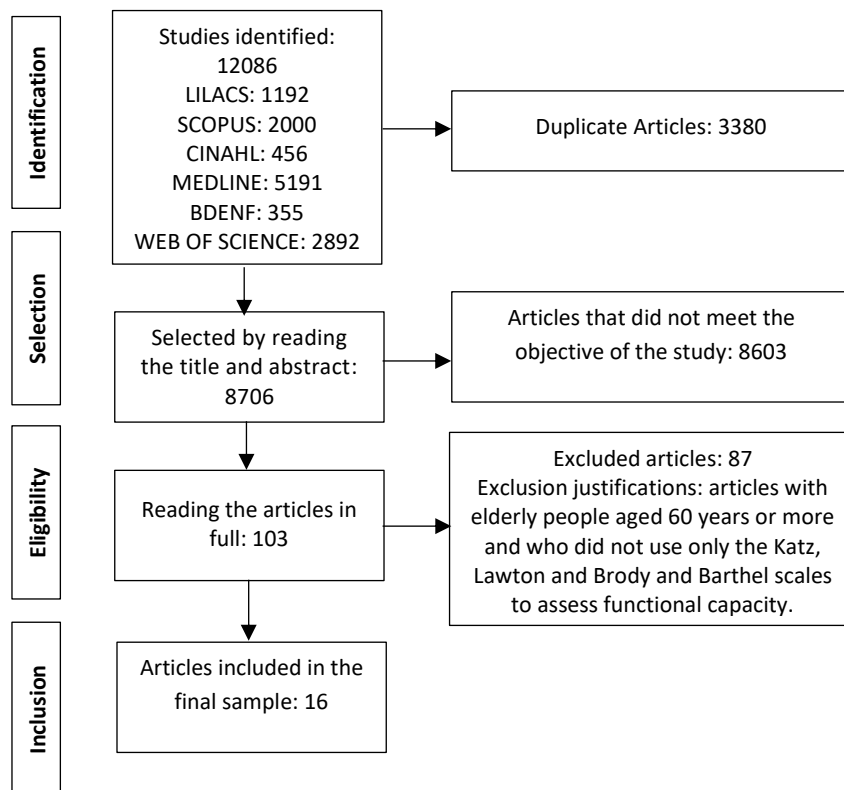 Identification
Studies identified:
12086
LILACS: 1192
SCOPUS: 2000
CINAHL: 456
MEDLINE: 5191
BDENF: 355
WEB OF SCIENCE: 2892
Duplicate Articles: 3380
Selection
Selected by reading
the title and abstract:
8706
Articles that did not meet the
objective of the study: 8603
Eligibility
Reading the articles in
full: 103
Excluded articles: 87
Exclusion justifications: articles with
elderly people aged 60 years or more
and who did not use only the Katz,
Lawton and Brody and Barthel scales
to assess functional capacity.
Inclusion
Articles included in the
final sample: 16